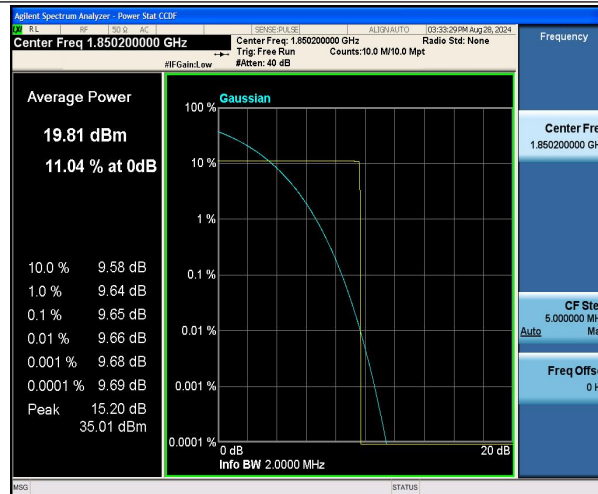 Agilent Spectrum Analyzer - Power Stat CCDF
RL RF 50 Ω AC SENSE:PULSE ALIGN AUTO 03:33:29 PM Aug 28, 2024
Center Freq 1.850200000 GHz
Center Freq: 1.850200000 GHz Radio Std: None
Trig: Free Run Counts:10.0 M/10.0 Mpt
#IFGain:Low #Atten: 40 dB
Frequency
Average Power
19.81 dBm
11.04 % at 0dB
10.0 % 9.58 dB
1.0 % 9.64 dB
0.1 % 9.65 dB
0.01 % 9.66 dB
0.001 % 9.68 dB
0.0001 % 9.69 dB
Peak 15.20 dB
35.01 dBm
Gaussian
100 %
10 %
1 %
0.1 %
0.01 %
0.001 %
0.0001 %
0 dB 20 dB
Info BW 2.0000 MHz
Center Fre
1.850200000 GH
CF Ste
5.000000 MH
Auto Ma
Freq Offs
0 H
MSG STATUS